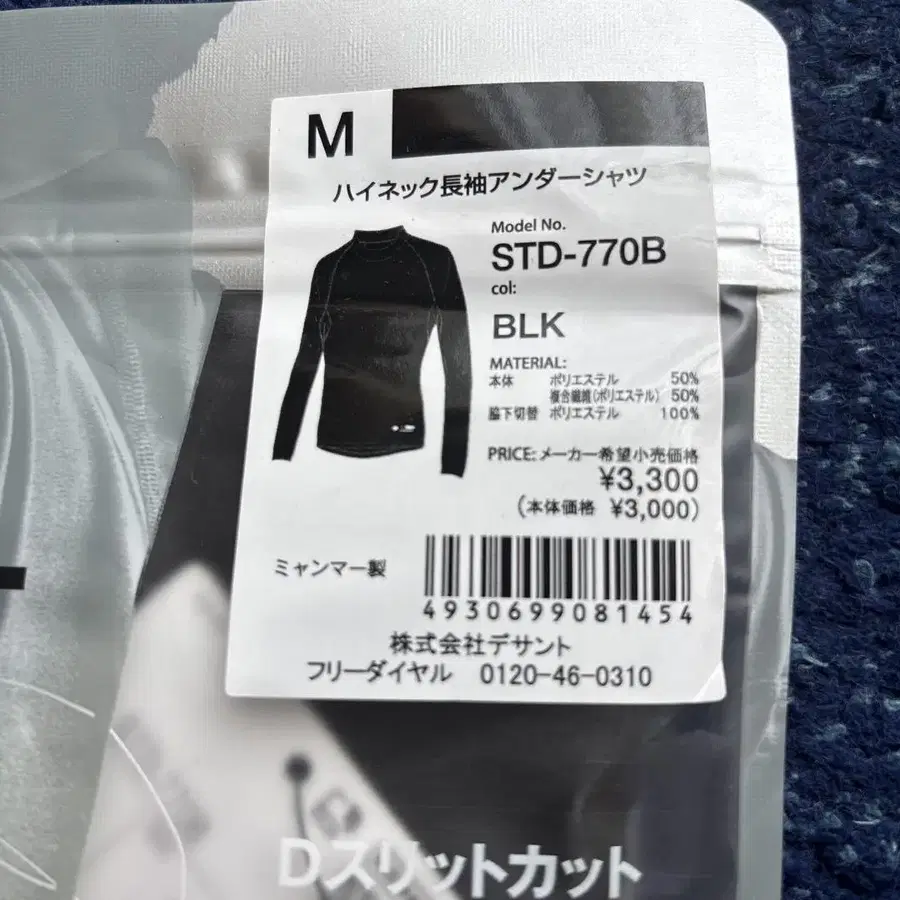 M
ハイネック長袖アンダーシャツ
Model No.
STD-770B
col:
BLK
MATERIAL:
本体 ポリエステル 50%
複合繊維(ポリエステル) 50%
脇下切替 ポリエステル 100%
PRICE:メーカー希望小売価格
¥3,300
(本体価格 ¥3,000)
ミャンマー製
4930699081454
株式会社デサント
フリーダイヤル 0120-46-0310
Dスリットカット